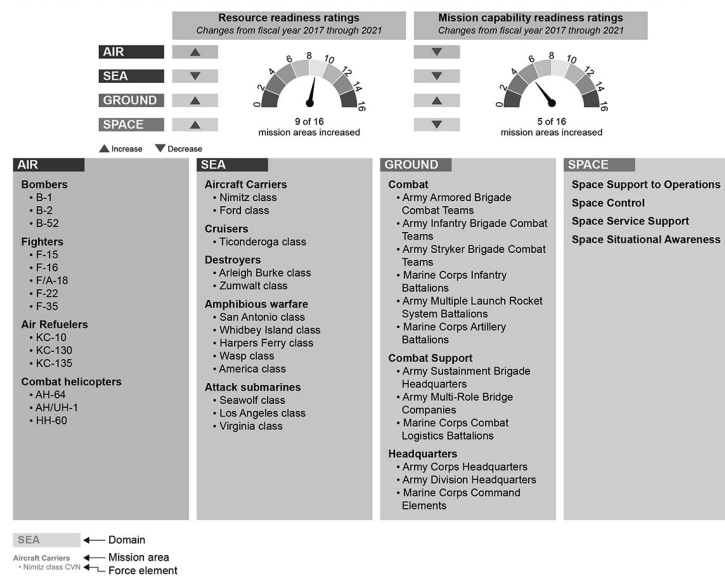 Resource readiness ratings
Changes from fiscal year 2017 through 2021
Mission capability readiness ratings
Changes from fiscal year 2017 through 2021
AIR
SEA
GROUND
SPACE
0 2 4 6 8 10 12 14 16
9 of 16
mission areas increased
0 2 4 6 8 10 12 14 16
5 of 16
mission areas increased
▲ Increase ▼ Decrease
AIR
Bombers
• B-1
• B-2
• B-52
Fighters
• F-15
• F-16
• F/A-18
• F-22
• F-35
Air Refuelers
• KC-10
• KC-130
• KC-135
Combat helicopters
• AH-64
• AH/UH-1
• HH-60
SEA
Aircraft Carriers
• Nimitz class
• Ford class
Cruisers
• Ticonderoga class
Destroyers
• Arleigh Burke class
• Zumwalt class
Amphibious warfare
• San Antonio class
• Whidbey Island class
• Harpers Ferry class
• Wasp class
• America class
Attack submarines
• Seawolf class
• Los Angeles class
• Virginia class
GROUND
Combat
• Army Armored Brigade
Combat Teams
• Army Infantry Brigade Combat
Teams
• Army Stryker Brigade Combat
Teams
• Marine Corps Infantry
Battalions
• Army Multiple Launch Rocket
System Battalions
• Marine Corps Artillery
Battalions
Combat Support
• Army Sustainment Brigade
Headquarters
• Army Multi-Role Bridge
Companies
• Marine Corps Combat
Logistics Battalions
Headquarters
• Army Corps Headquarters
• Army Division Headquarters
• Marine Corps Command
Elements
SPACE
Space Support to Operations
Space Control
Space Service Support
Space Situational Awareness
SEA Domain
Aircraft Carriers Mission area
• Nimitz class CVN Force element